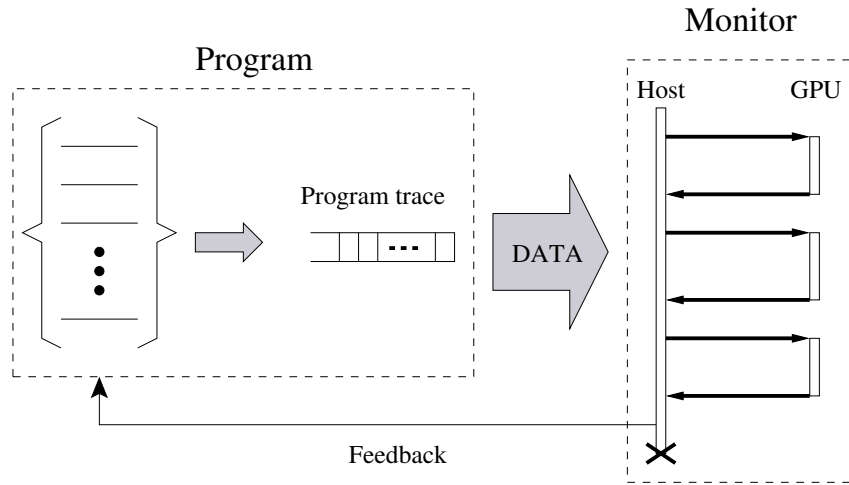 Monitor
Program
Host
GPU
Program trace
DATA
Feedback